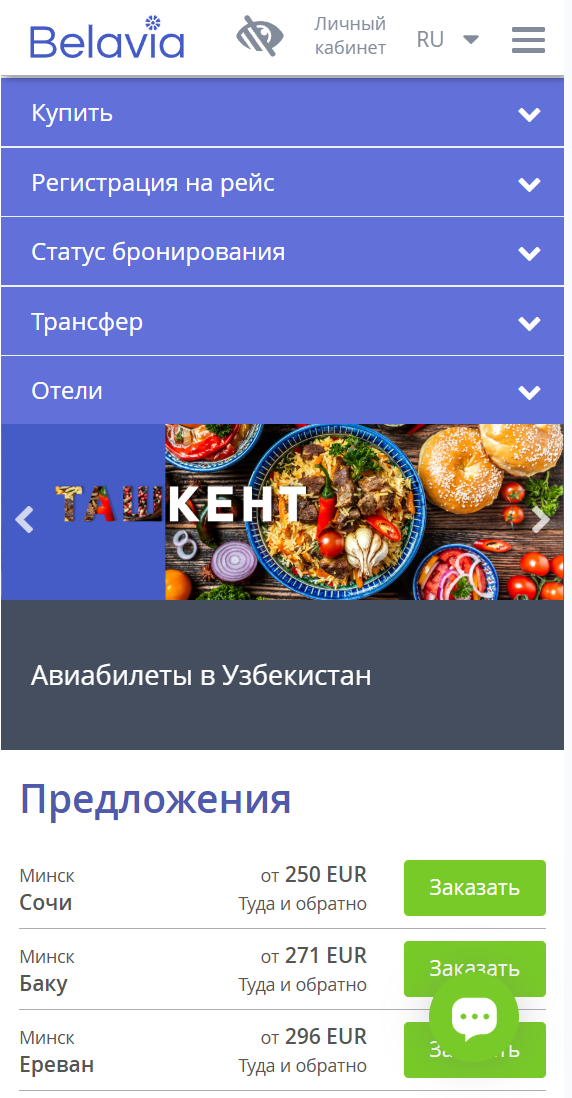 Belavia
Личный
кабинет
RU
Купить
Регистрация на рейс
Статус бронирования
Трансфер
Отели
ТАШКЕНТ
Авиабилеты в Узбекистан
Предложения
Минск
от 250 EUR
Сочи
Туда и обратно
Заказать
Минск
от 271 EUR
Баку
Туда и обратно
Заказать
Минск
от 296 EUR
Ереван
Туда и обратно